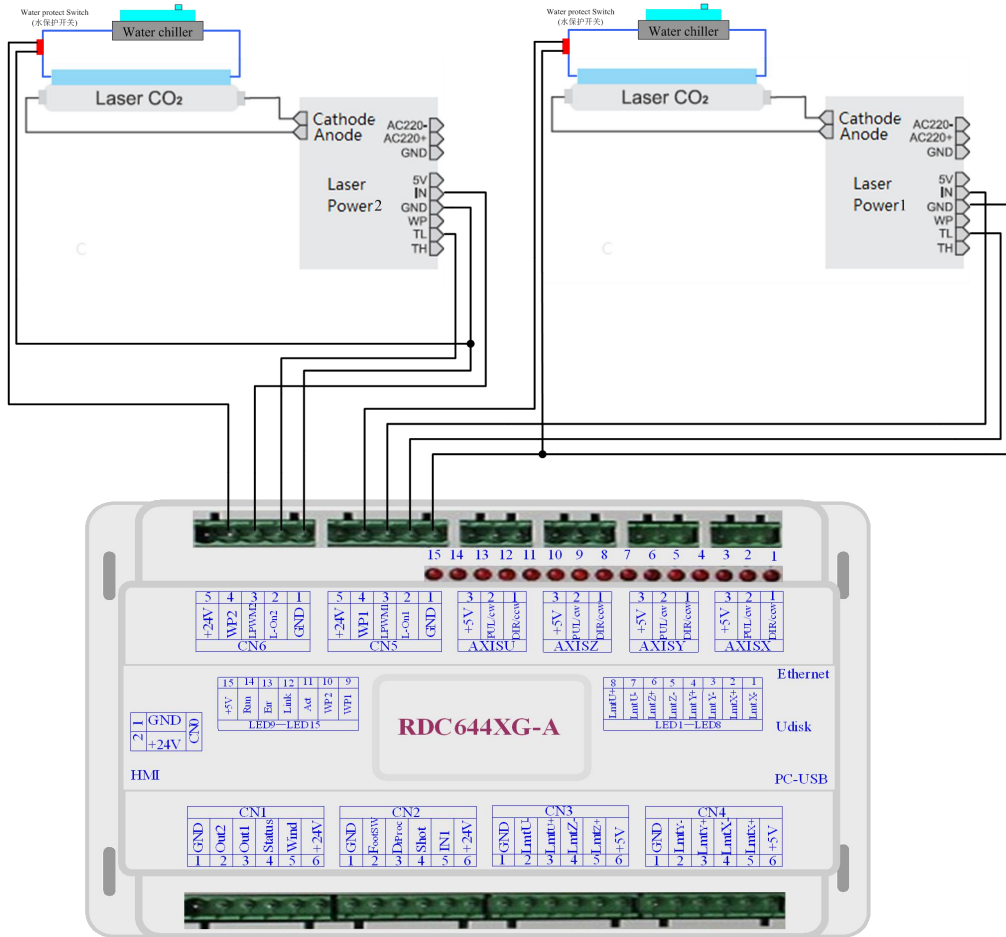 Water protect Switch
(水保护开关)
Water chiller
Laser CO₂
Cathode
Anode
AC220-
AC220+
GND
Laser
Power2
5V
IN
GND
WP
TL
TH
C
Water protect Switch
(水保护开关)
Water chiller
Laser CO₂
Cathode
Anode
AC220-
AC220+
GND
Laser
Power1
5V
IN
GND
WP
TL
TH
C
15 14 13 12 11 10 9 8 7 6 5 4 3 2 1
5 4 3 2 1
+24V WP2 LPWM2 L-On2 GND
CN6
5 4 3 2 1
+24V WP1 LPWM1 L-On1 GND
CN5
3 2 1
+5V PUL/cw DIR/ccw
AXISU
3 2 1
+5V PUL/cw DIR/ccw
AXISZ
3 2 1
+5V PUL/cw DIR/ccw
AXISY
3 2 1
+5V PUL/cw DIR/ccw
AXISX
15 14 13 12 11 10 9
+5V Run Err Link Act WP2 WP1
LED9—LED15
8 7 6 5 4 3 2 1
LmtU+ LmtU- LmtZ+ LmtZ- LmtY+ LmtY- LmtX+ LmtX-
LED1—LED8
Ethernet
Udisk
PC-USB
1 GND
2 +24V
CN0
HMI
RDC644XG-A
CN1
GND Out2 Out1 Status Wind +24V
1 2 3 4 5 6
CN2
GND FootSW DrProc Shot IN1 +24V
1 2 3 4 5 6
CN3
GND LmtU- LmtU+ LmtZ- LmtZ+ +5V
1 2 3 4 5 6
CN4
GND LmtY- LmtY+ LmtX- LmtX+ +5V
1 2 3 4 5 6